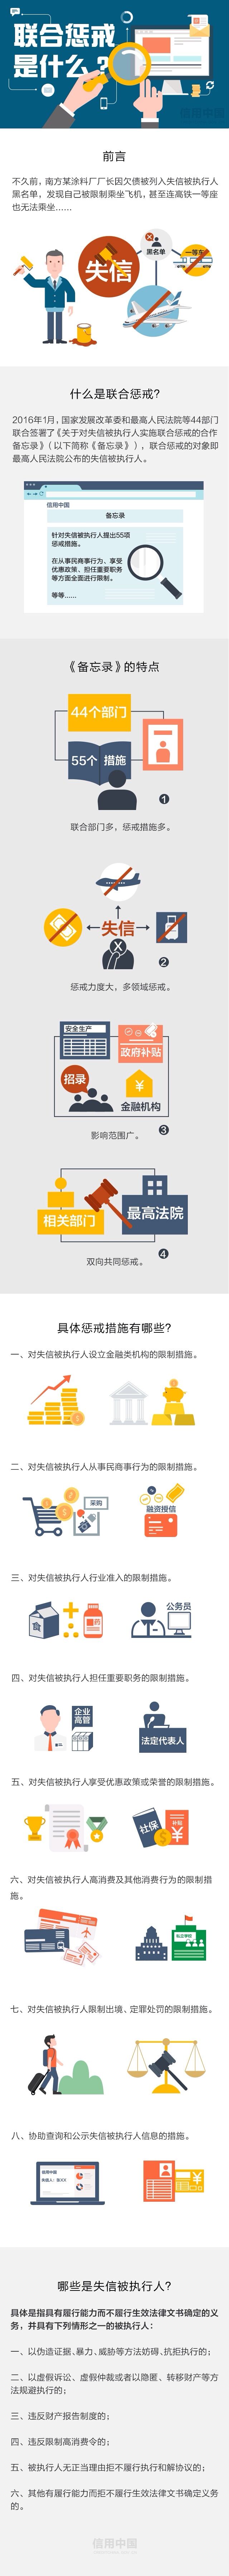 联合惩戒
是什么？
信用中国
前言
不久前，南方某涂料厂厂长因欠债被列入失信被执行人
黑名单，发现自己被限制乘坐飞机，甚至连高铁一等座
也无法乘坐……
失信
黑名单
一等车
什么是联合惩戒？
2016年1月，国家发展改革委和最高人民法院等44部门
联合签署了《关于对失信被执行人实施联合惩戒的合作
备忘录》（以下简称《备忘录》），联合惩戒的对象即
最高人民法院公布的失信被执行人。
信用中国
备忘录
针对失信被执行人提出55项
惩戒措施。
在从事民商事行为、享受
优惠政策、担任重要职务
等方面全面进行限制。
等等……
《备忘录》的特点
44个部门
55个 措施
1
联合部门多，惩戒措施多。
失信
2
惩戒力度大，多领域惩戒。
安全生产
政府补贴
招录
¥
金融机构
3
影响范围广。
相关部门
最高法院
4
双向共同惩戒。
具体惩戒措施有哪些？
一、对失信被执行人设立金融类机构的限制措施。
二、对失信被执行人从事民商事行为的限制措施。
采购
融资授信
三、对失信被执行人行业准入的限制措施。
食
药
公务员
四、对失信被执行人担任重要职务的限制措施。
企业
高管
法定代表人
五、对失信被执行人享受优惠政策或荣誉的限制措施。
社保
补贴
六、对失信被执行人高消费及其他消费行为的限制措
施。
私立学校
七、对失信被执行人限制出境、定罪处罚的限制措施。
八、协助查询和公示失信被执行人信息的措施。
信用中国
失信人：张XX
¥
哪些是失信被执行人？
具体是指具有履行能力而不履行生效法律文书确定的义
务，并具有下列情形之一的被执行人：
一、以伪造证据、暴力、威胁等方法妨碍、抗拒执行的；
二、以虚假诉讼、虚假仲裁或者以隐匿、转移财产等方
法规避执行的；
三、违反财产报告制度的；
四、违反限制高消费令的；
五、被执行人无正当理由拒不履行执行和解协议的；
六、其他有履行能力而拒不履行生效法律文书确定义务
的。
信用中国